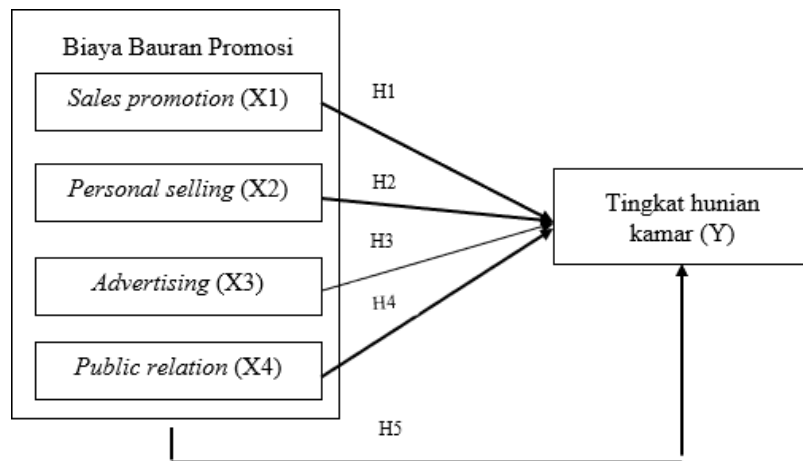 Biaya Bauran Promosi
Sales promotion (X1)
H1
Personal selling (X2)
H2
Tingkat hunian
kamar (Y)
H3
Advertising (X3)
H4
Public relation (X4)
H5